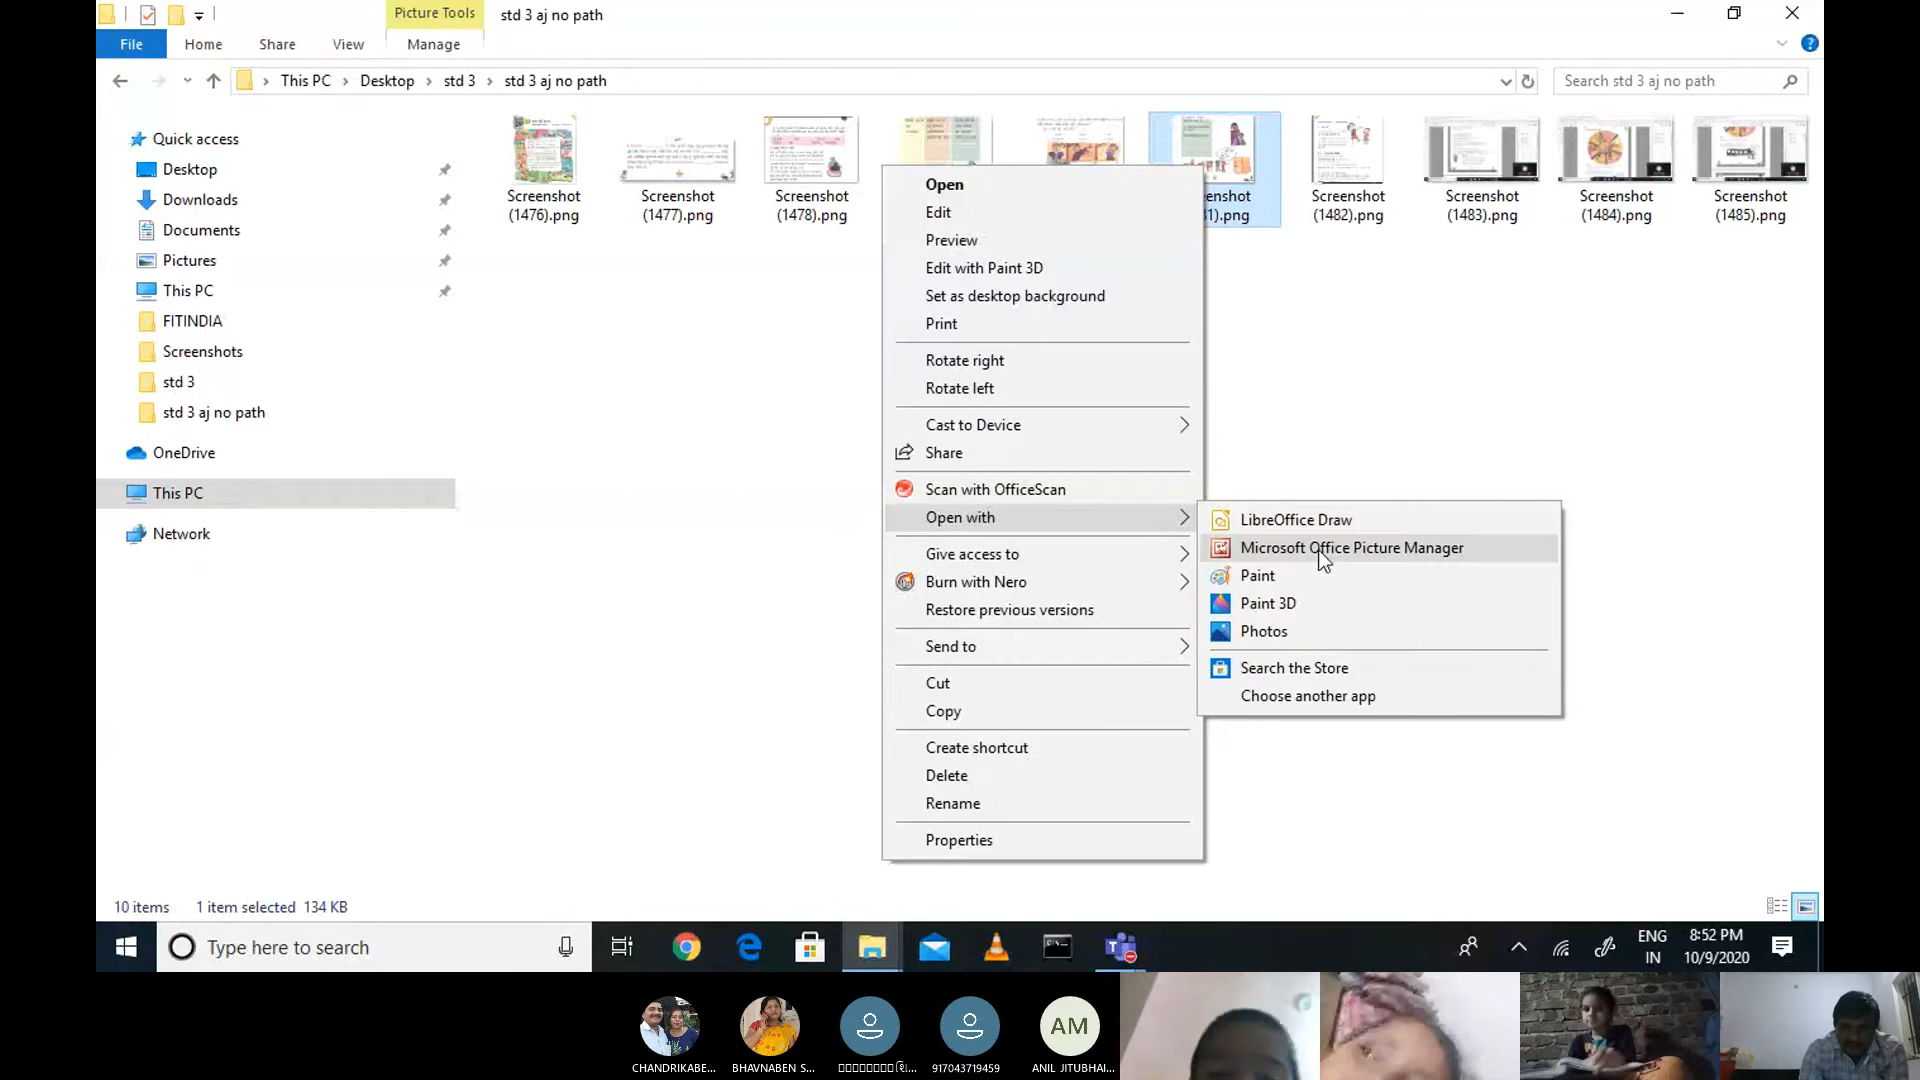 Picture Tools
std 3 aj no path
File
Home
Share
View
Manage
This PC
Desktop
std 3
std 3 aj no path
Search std 3 aj no path
Quick access
Desktop
Downloads
Documents
Pictures
This PC
FITINDIA
Screenshots
std 3
std 3 aj no path
OneDrive
This PC
Network
Screenshot
(1476).png
Screenshot
(1477).png
Screenshot
(1478).png
Screenshot
(1482).png
Screenshot
(1483).png
Screenshot
(1484).png
Screenshot
(1485).png
Open
Edit
Preview
Edit with Paint 3D
Set as desktop background
Print
Rotate right
Rotate left
Cast to Device
Share
Scan with OfficeScan
Open with
Give access to
Burn with Nero
Restore previous versions
Send to
Cut
Copy
Create shortcut
Delete
Rename
Properties
LibreOffice Draw
Microsoft Office Picture Manager
Paint
Paint 3D
Photos
Search the Store
Choose another app
10 items
1 item selected 134 KB
Type here to search
ENG
IN
8:52 PM
10/9/2020
AM
CHANDRIKABE...
BHAVNABEN S...
917043719459
ANIL JITUBHAI...